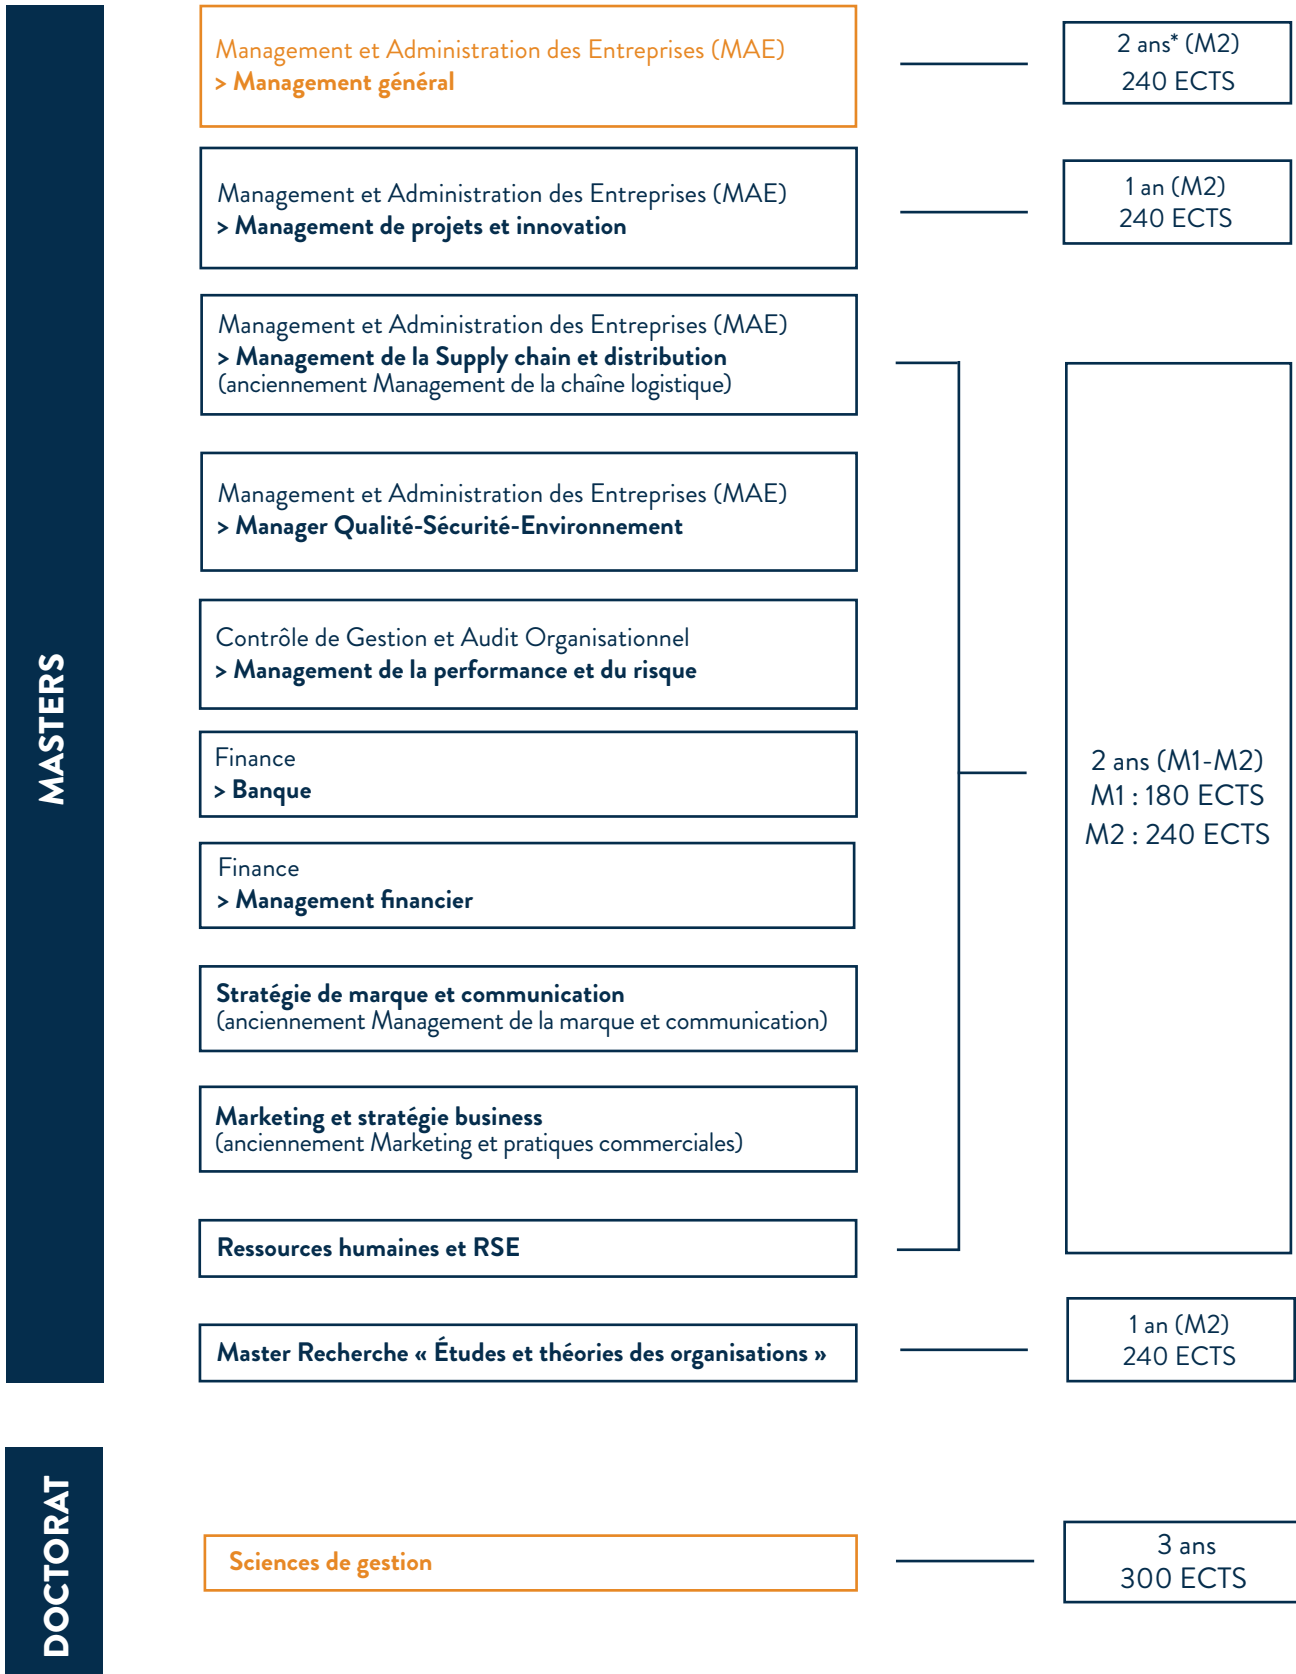 MASTERS
Management et Administration des Entreprises (MAE)
> Management général
2 ans* (M2)
240 ECTS
Management et Administration des Entreprises (MAE)
> Management de projets et innovation
1 an (M2)
240 ECTS
Management et Administration des Entreprises (MAE)
> Management de la Supply chain et distribution
(anciennement Management de la chaîne logistique)
Management et Administration des Entreprises (MAE)
> Manager Qualité-Sécurité-Environnement
Contrôle de Gestion et Audit Organisationnel
> Management de la performance et du risque
Finance
> Banque
Finance
> Management financier
Stratégie de marque et communication
(anciennement Management de la marque et communication)
Marketing et stratégie business
(anciennement Marketing et pratiques commerciales)
Ressources humaines et RSE
2 ans (M1-M2)
M1 : 180 ECTS
M2 : 240 ECTS
Master Recherche « Études et théories des organisations »
1 an (M2)
240 ECTS
DOCTORAT
Sciences de gestion
3 ans
300 ECTS